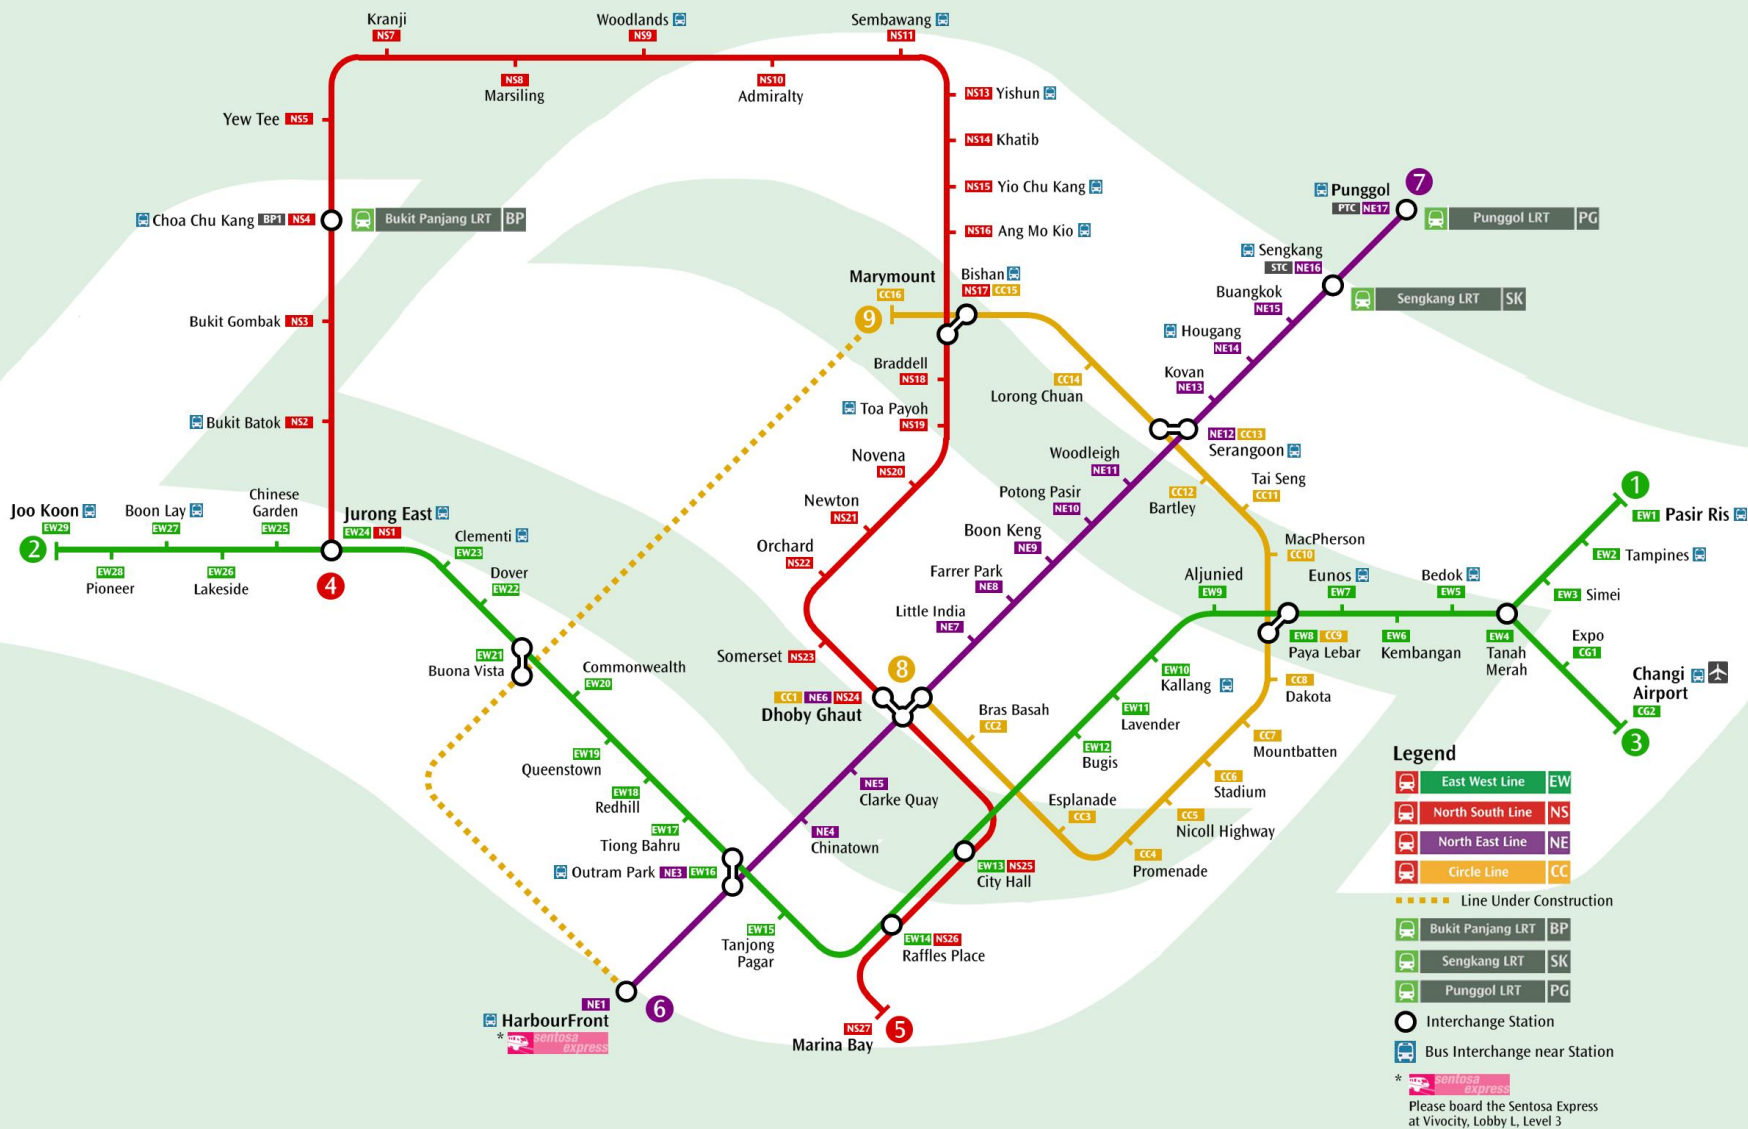 Kranji
NS7
Woodlands
NS9
Sembawang
NS11
NS8
Marsiling
NS10
Admiralty
Yew Tee NS5
NS13 Yishun
NS14 Khatib
NS15 Yio Chu Kang
NS16 Ang Mo Kio
Choa Chu Kang BP1 NS4
Bukit Panjang LRT BP
Punggol
PTC NE17
7
Punggol LRT PG
Sengkang
STC NE16
Sengkang LRT SK
Buangkok
NE15
Hougang
NE14
Kovan
NE13
Marymount
CC16
9
Bishan
NS17 CC15
Bukit Gombak NS3
Braddell
NS18
CC14
Lorong Chuan
Toa Payoh
NS19
Bukit Batok NS2
NE12 CC13
Serangoon
Novena
NS20
Woodleigh
NE11
CC12
Bartley
Tai Seng
CC11
Newton
NS21
Potong Pasir
NE10
Joo Koon
EW29
2
Boon Lay
EW27
Chinese
Garden
EW25
Jurong East
EW24 NS1
4
EW28
Pioneer
EW26
Lakeside
Clementi
EW23
Dover
EW22
Orchard
NS22
Boon Keng
NE9
Farrer Park
NE8
Little India
NE7
MacPherson
CC10
Aljunied
EW9
Eunos
EW7
Bedok
EW5
1
EW1 Pasir Ris
EW2 Tampines
EW3 Simei
EW8 CC9
Paya Lebar
EW6
Kembangan
EW4
Tanah
Merah
Expo
CG1
Changi
Airport
CG2
3
EW21
Buona Vista
Commonwealth
EW20
Somerset NS23
8
CC1 NE6 NS24
Dhoby Ghaut
Bras Basah
CC2
EW10
Kallang
EW11
Lavender
EW12
Bugis
CC8
Dakota
CC7
Mountbatten
CC6
Stadium
CC5
Nicoll Highway
CC4
Promenade
Esplanade
CC3
EW19
Queenstown
EW18
Redhill
EW17
Tiong Bahru
Outram Park NE3 EW16
NE5
Clarke Quay
NE4
Chinatown
EW13 NS25
City Hall
EW15
Tanjong
Pagar
EW14 NS26
Raffles Place
NE1
HarbourFront
6
* sentosa
express
NS27
Marina Bay
5
Legend
East West Line EW
North South Line NS
North East Line NE
Circle Line CC
Line Under Construction
Bukit Panjang LRT BP
Sengkang LRT SK
Punggol LRT PG
Interchange Station
Bus Interchange near Station
* sentosa
express
Please board the Sentosa Express
at Vivocity, Lobby L, Level 3